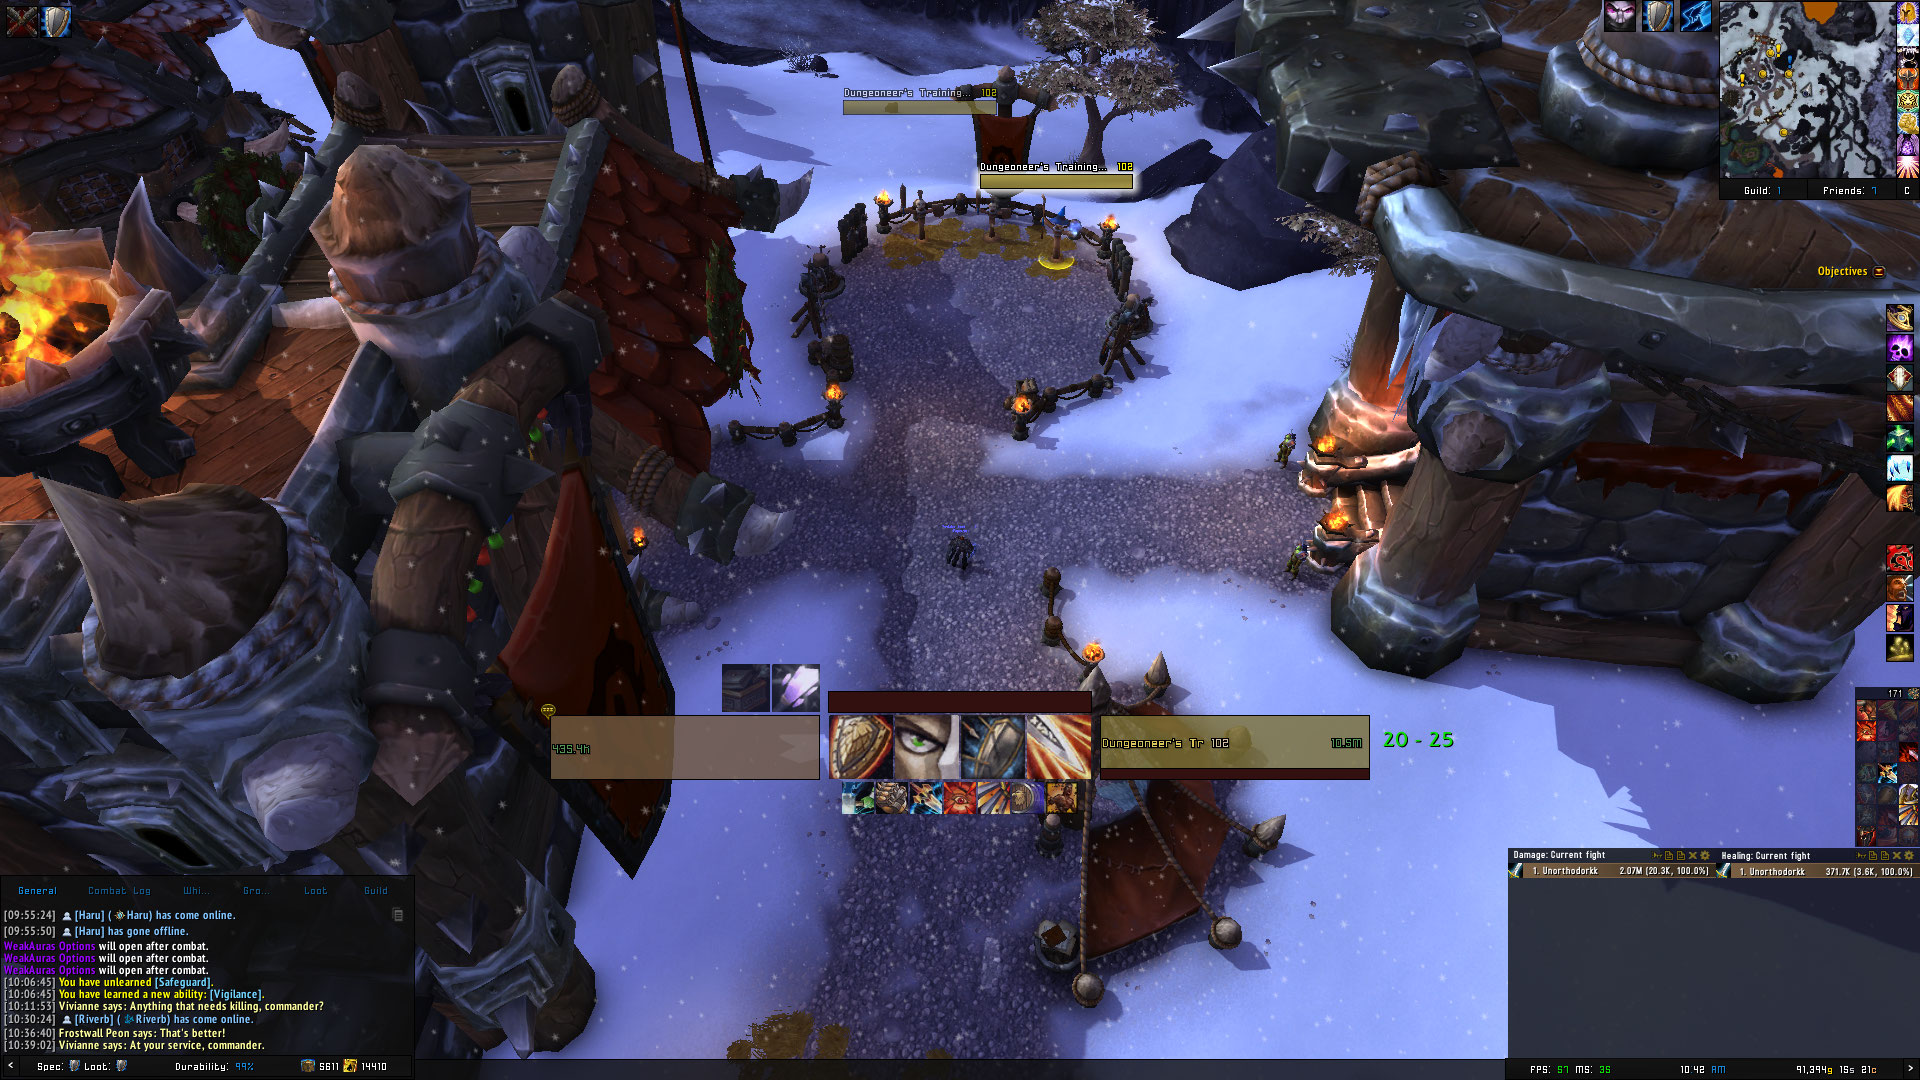 Dungeoneer's Training... 102
Dungeoneer's Training... 102
Guild: 1 Friends: 7 C
Objectives
435.4K
Dungeoneer's Tr 102 10.5M
20 - 25
171
General Combat Log Whi... Gro... Loot Guild
[09:55:24] [Haru] ( Haru) has come online.
[09:55:50] [Haru] has gone offline.
WeakAuras Options will open after combat.
WeakAuras Options will open after combat.
WeakAuras Options will open after combat.
[10:06:45] You have unlearned [Safeguard].
[10:06:45] You have learned a new ability: [Vigilance].
[10:11:53] Vivianne says: Anything that needs killing, commander?
[10:30:24] [Riverb] ( Riverb) has come online.
[10:36:40] Frostwall Peon says: That's better!
[10:39:02] Vivianne says: At your service, commander.
< Spec: Loot: Durability: 99% 5611 14410
Damage: Current fight
1. Unorthodorkk 2.07M (20.3K, 100.0%)
Healing: Current fight
1. Unorthodorkk 371.7K (3.6K, 100.0%)
FPS: 57 MS: 35 10:42 AM 91,394g 15s 21c >